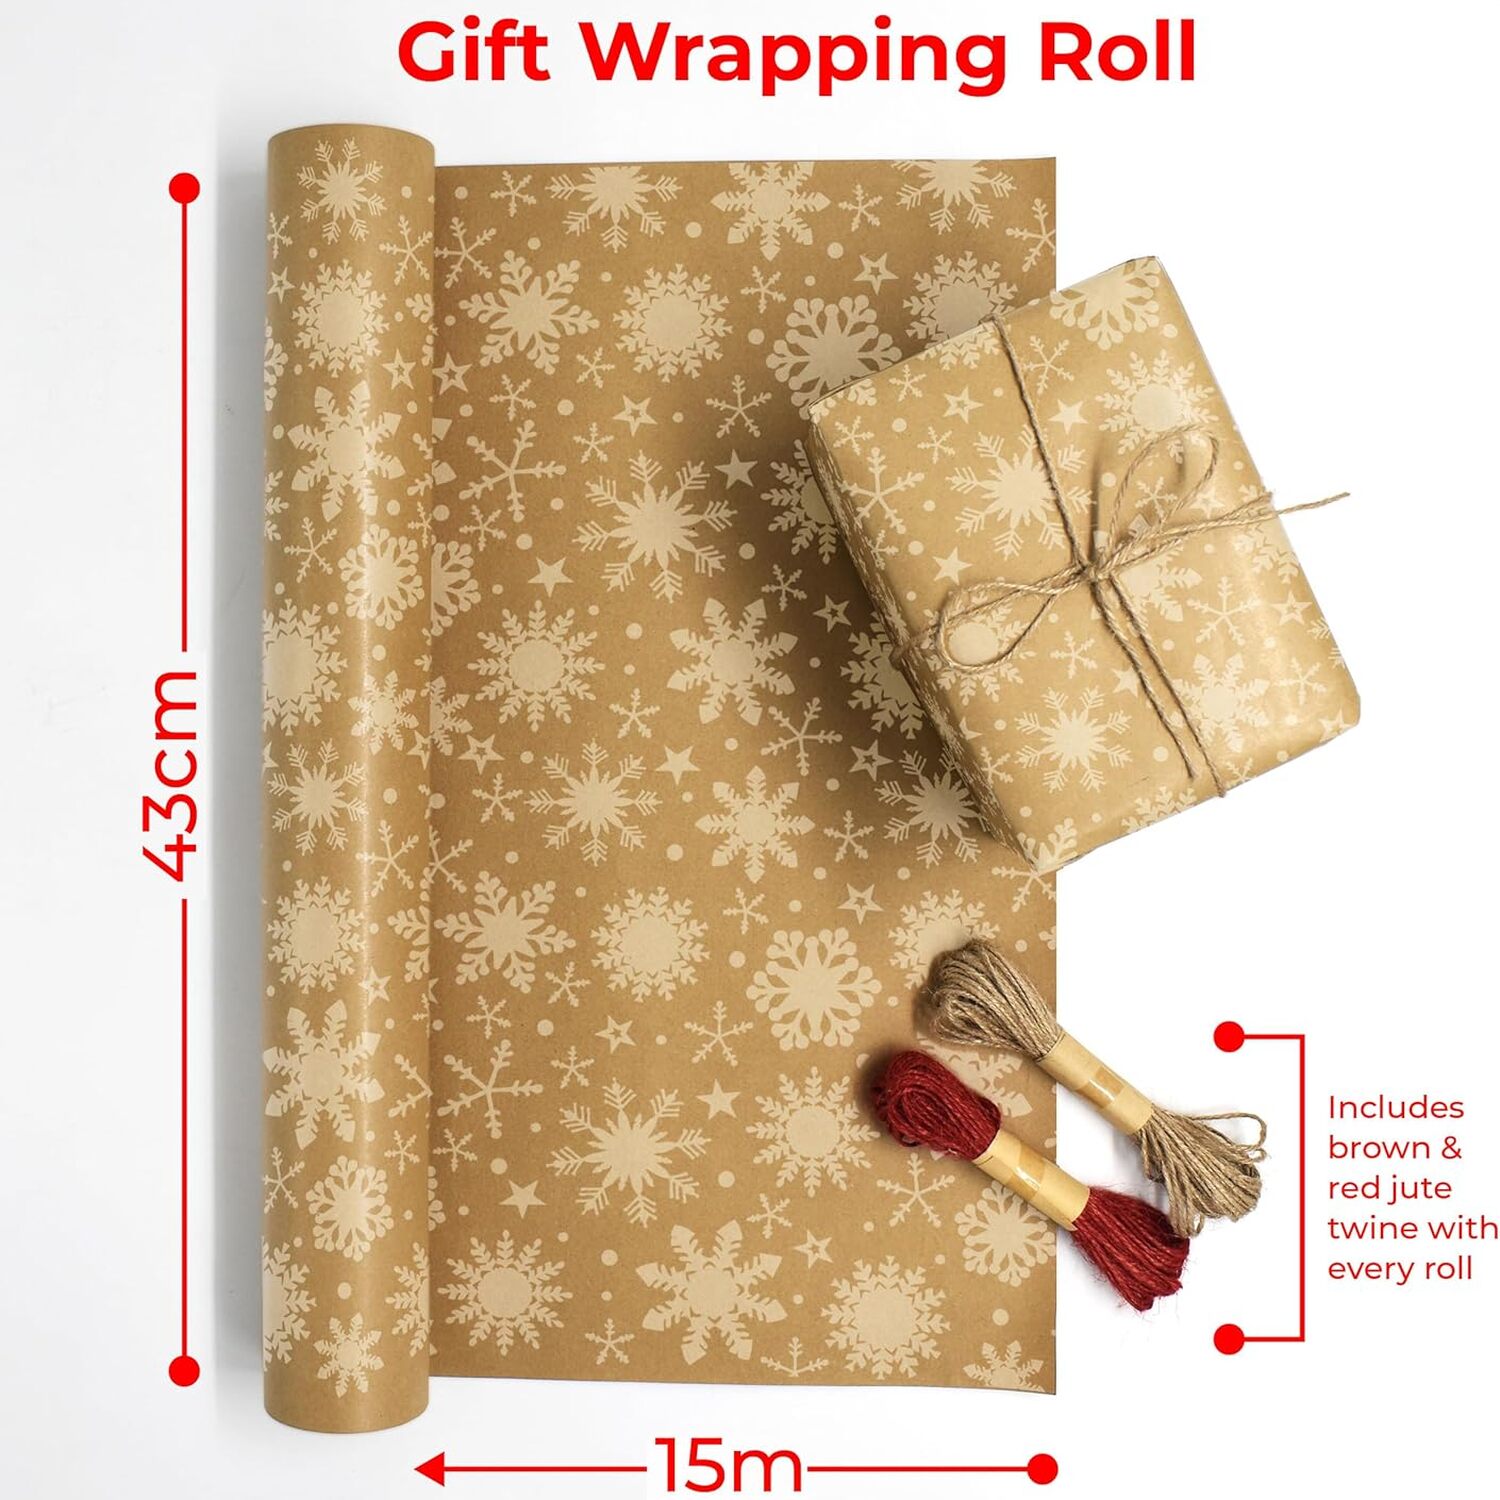 Gift Wrapping Roll
43cm
15m
Includes
brown &
red jute
twine with
every roll